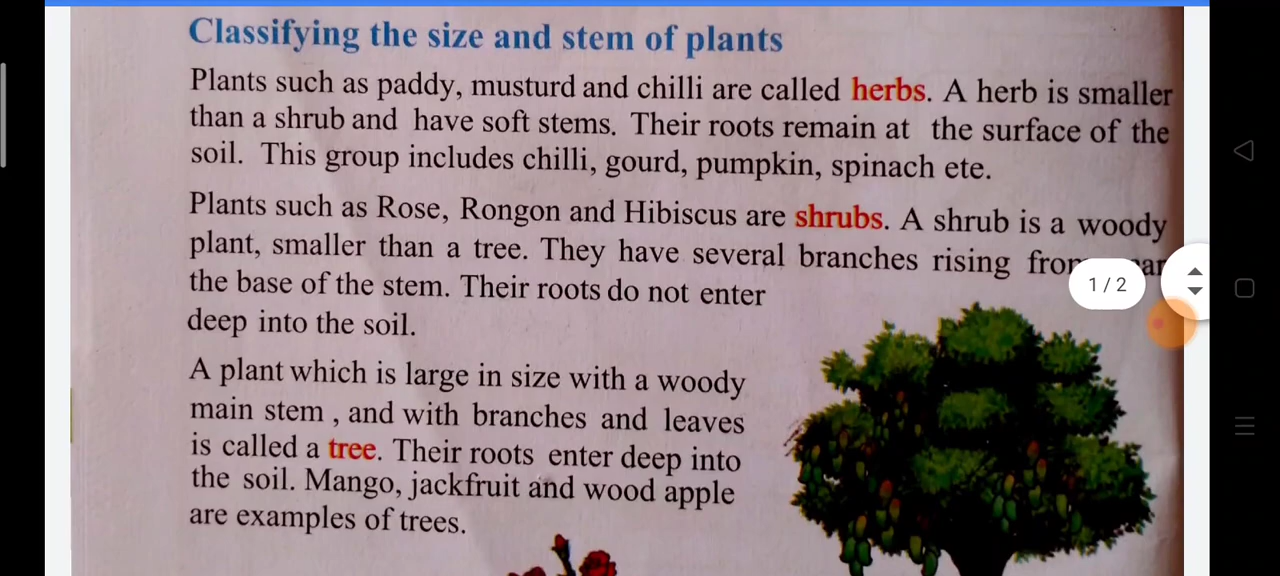 Classifying the size and stem of plants
Plants such as paddy, musturd and chilli are called herbs. A herb is smaller
than a shrub and have soft stems. Their roots remain at the surface of the
soil. This group includes chilli, gourd, pumpkin, spinach ete.
Plants such as Rose, Rongon and Hibiscus are shrubs. A shrub is a woody
plant, smaller than a tree. They have several branches rising
the base of the stem. Their roots do not enter
deep into the soil.
1 / 2
A plant which is large in size with a woody
main stem , and with branches and leaves
is called a tree. Their roots enter deep into
the soil. Mango, jackfruit and wood apple
are examples of trees.